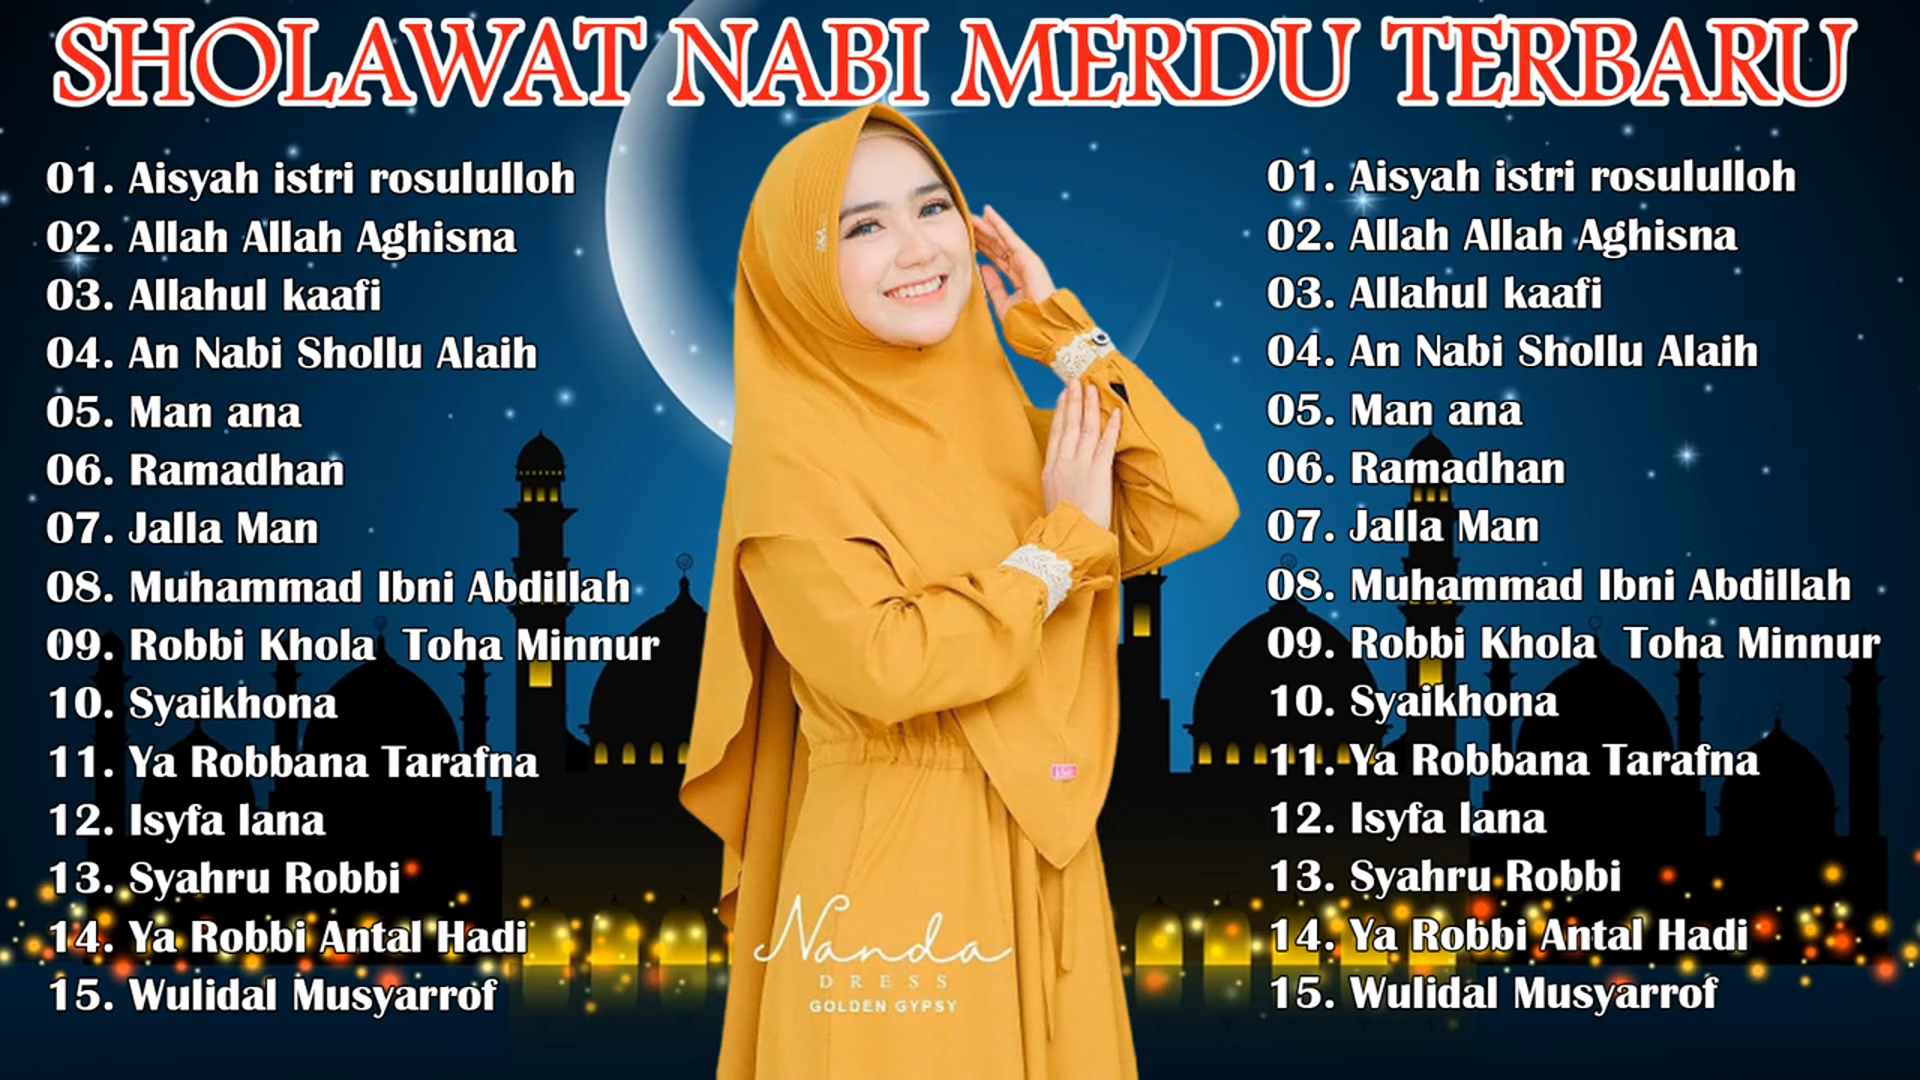 SHOLAWAT NABI MERDU TERBARU
01. Aisyah istri rosululloh
02. Allah Allah Aghisna
03. Allahul kaafi
04. An Nabi Shollu Alaih
05. Man ana
06. Ramadhan
07. Jalla Man
08. Muhammad Ibni Abdillah
09. Robbi Khola  Toha Minnur
10. Syaikhona
11. Ya Robbana Tarafna
12. Isyfa lana
13. Syahru Robbi
14. Ya Robbi Antal Hadi
15. Wulidal Musyarrof
Nanda
DRESS
GOLDEN GYPSY
01. Aisyah istri rosululloh
02. Allah Allah Aghisna
03. Allahul kaafi
04. An Nabi Shollu Alaih
05. Man ana
06. Ramadhan
07. Jalla Man
08. Muhammad Ibni Abdillah
09. Robbi Khola  Toha Minnur
10. Syaikhona
11. Ya Robbana Tarafna
12. Isyfa lana
13. Syahru Robbi
14. Ya Robbi Antal Hadi
15. Wulidal Musyarrof